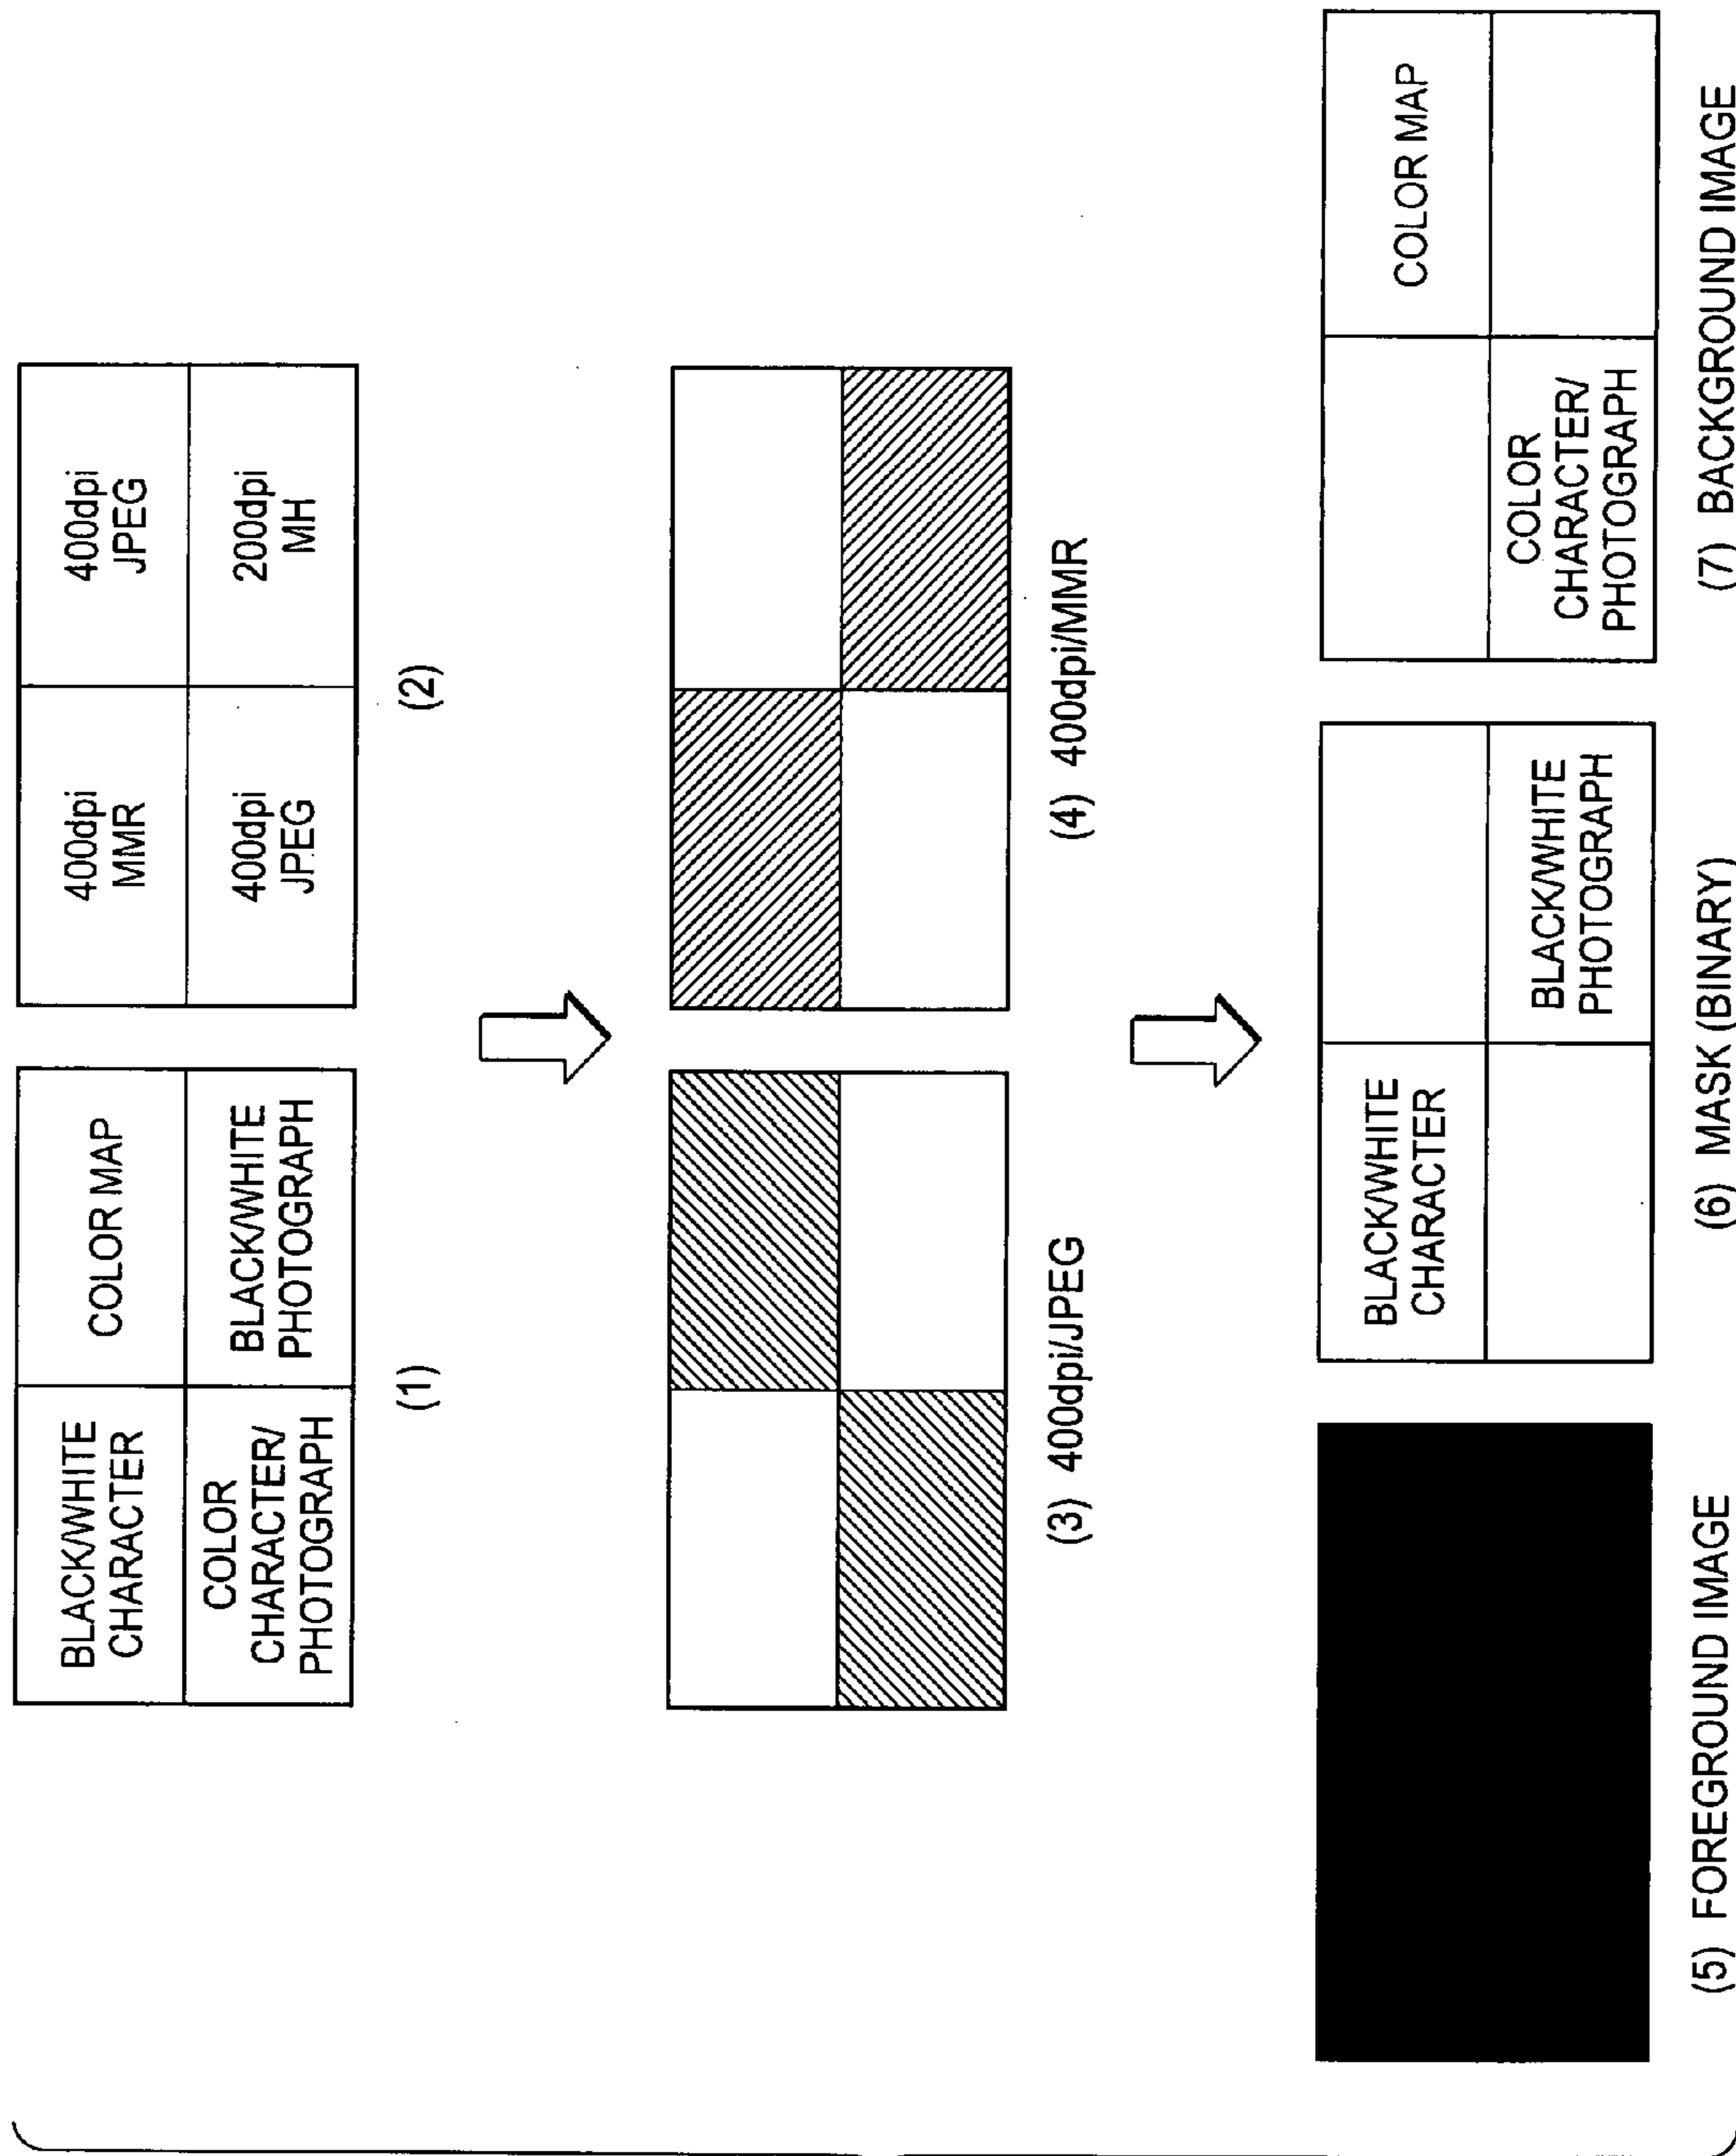 BLACK/WHITE
CHARACTER
COLOR MAP
COLOR
CHARACTER/
PHOTOGRAPH
BLACK/WHITE
PHOTOGRAPH
(1)
400dpi
MMR
400dpi
JPEG
400dpi
JPEG
200dpi
MH
(2)
(3) 400dpi/JPEG
(4) 400dpi/MMR
(5) FOREGROUND IMAGE
BLACK/WHITE
CHARACTER
BLACK/WHITE
PHOTOGRAPH
(6) MASK (BINARY)
COLOR MAP
COLOR
CHARACTER/
PHOTOGRAPH
(7) BACKGROUND IMAGE